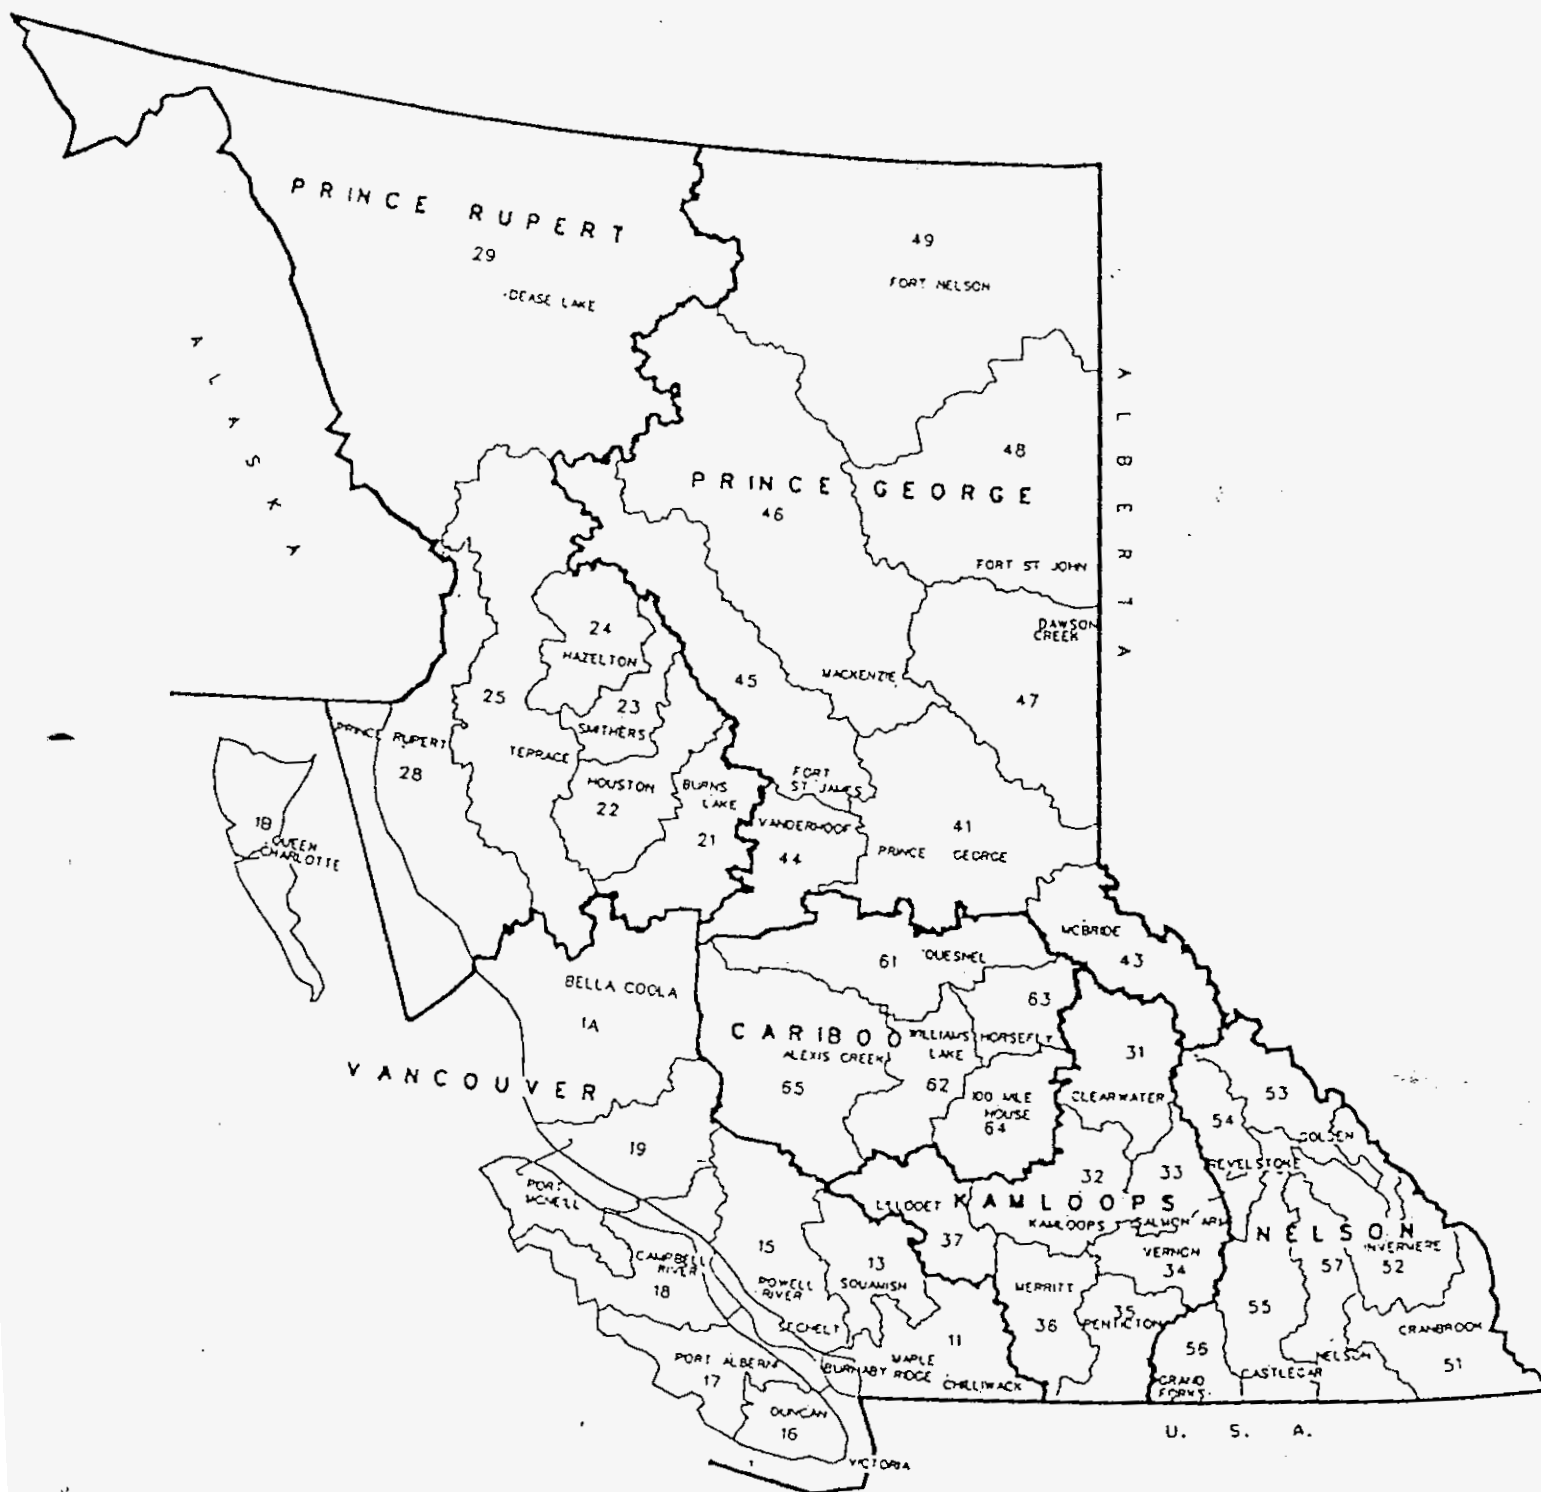 PRINCE RUPERT
29
DEASE LAKE
49
FORT NELSON
ALASKA
ALBERTA
48
PRINCE GEORGE
46
FORT ST JOHN
DAWSON
CREEK
24
HAZELTON
MACKENZIE
45
47
25
23
SMITHERS
PRINCE RUPERT
28
TERRACE
HOUSTON
22
BURNS
LAKE
21
FORT
ST JAMES
VANDERHOOF
44
41
PRINCE GEORGE
1B
QUEEN
CHARLOTTE
MCBRIDE
43
61
QUESNEL
BELLA COOLA
1A
63
CARIBOO
WILLIAMS
LAKE
HORSEFLY
ALEXIS CREEK
65
62
31
CLEARWATER
100 MILE
HOUSE
64
VANCOUVER
53
54
GOLDEN
19
REVELSTOKE
32
33
PORT
MCNEILL
LILLOOET
KAMLOOPS
KAMLOOPS
SALMON ARM
NELSON
INVERMERE
37
15
13
SQUAMISH
VERNON
34
57
52
CAMPBELL
RIVER
18
POWELL
RIVER
MERRITT
36
35
PENTICTON
55
SECHELT
11
56
CRANBROOK
51
PORT ALBERNI
17
BURNABY
MAPLE
RIDGE
CHILLIWACK
GRAND
FORKS
CASTLEGAR
NELSON
DUNCAN
16
VICTORIA
U. S. A.